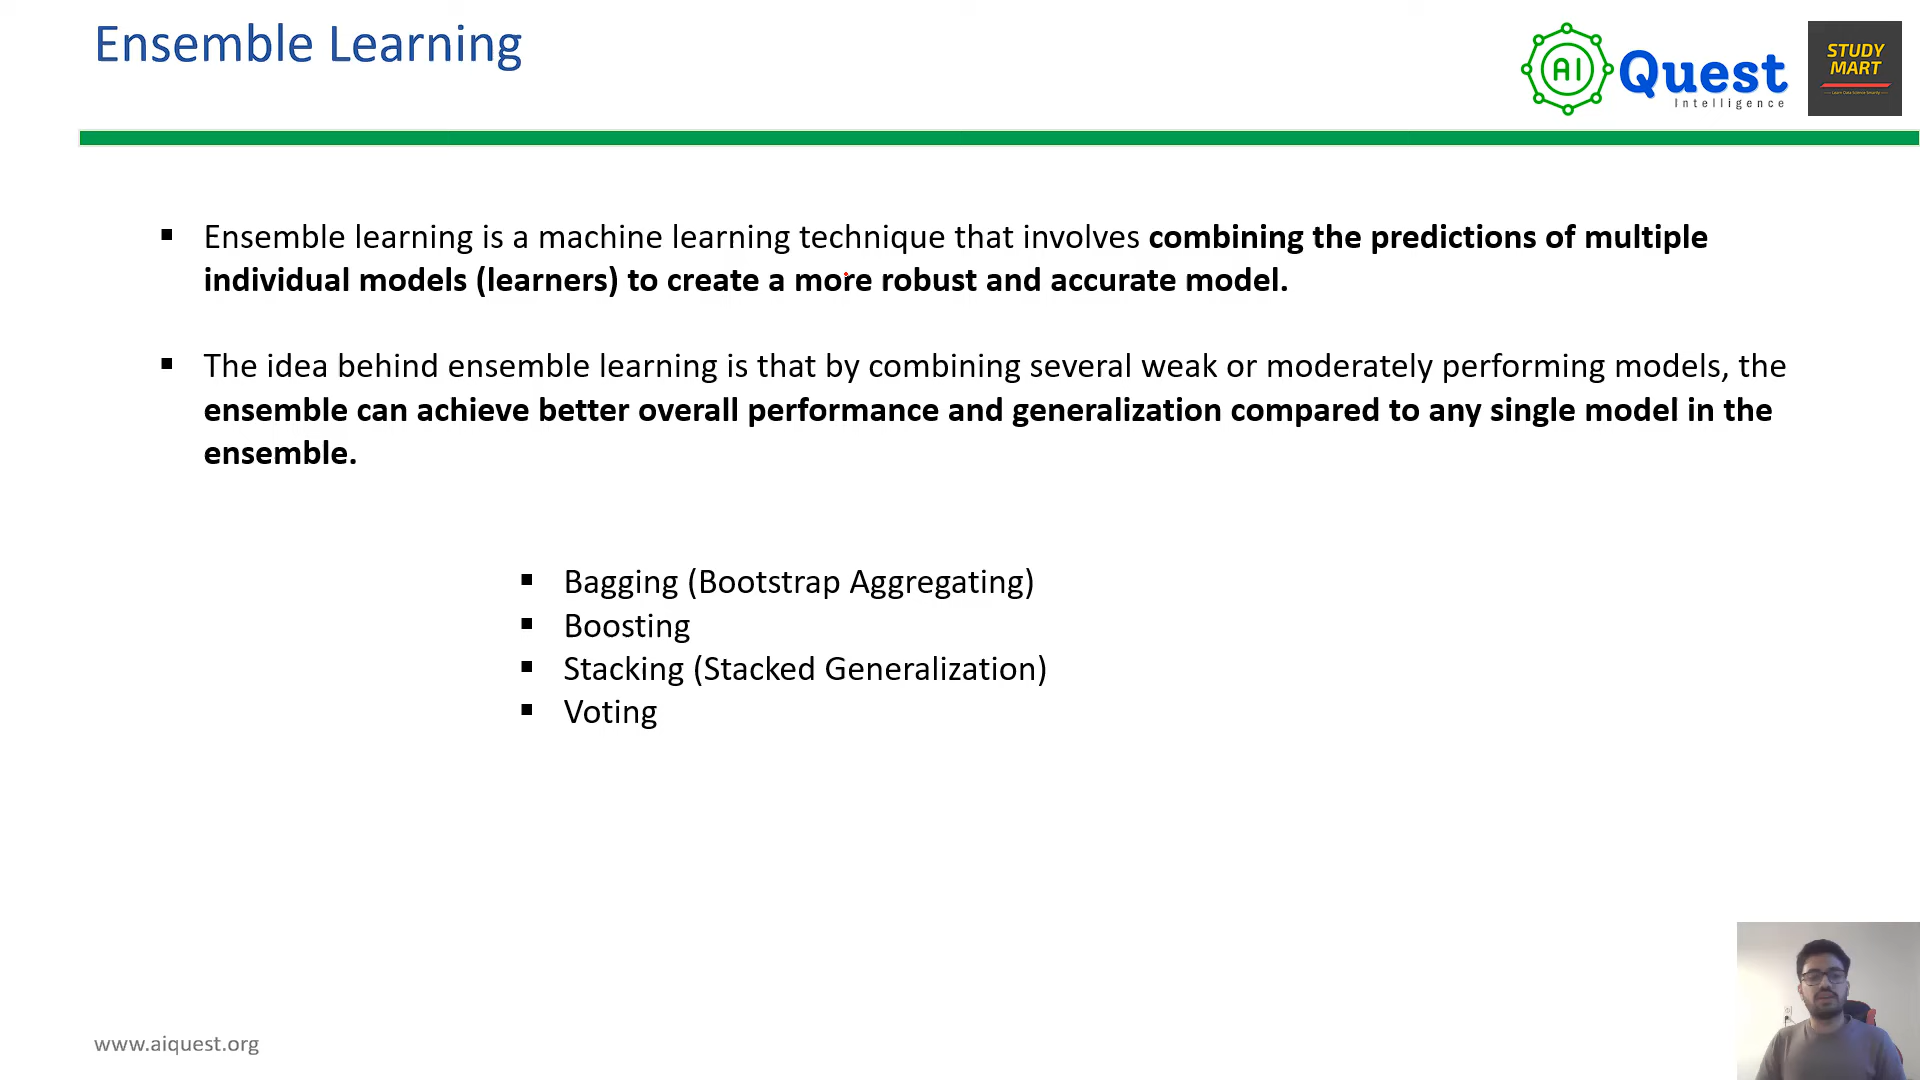 Ensemble Learning
AI Quest
Intelligence
STUDY
MART
Ensemble learning is a machine learning technique that involves combining the predictions of multiple
individual models (learners) to create a more robust and accurate model.
The idea behind ensemble learning is that by combining several weak or moderately performing models, the
ensemble can achieve better overall performance and generalization compared to any single model in the
ensemble.
Bagging (Bootstrap Aggregating)
Boosting
Stacking (Stacked Generalization)
Voting
www.aiquest.org